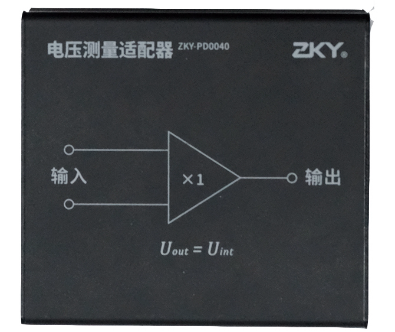 电压测量适配器 ZKY-PD0040 ZKY®
输入 ×1 输出
Uout = Uint